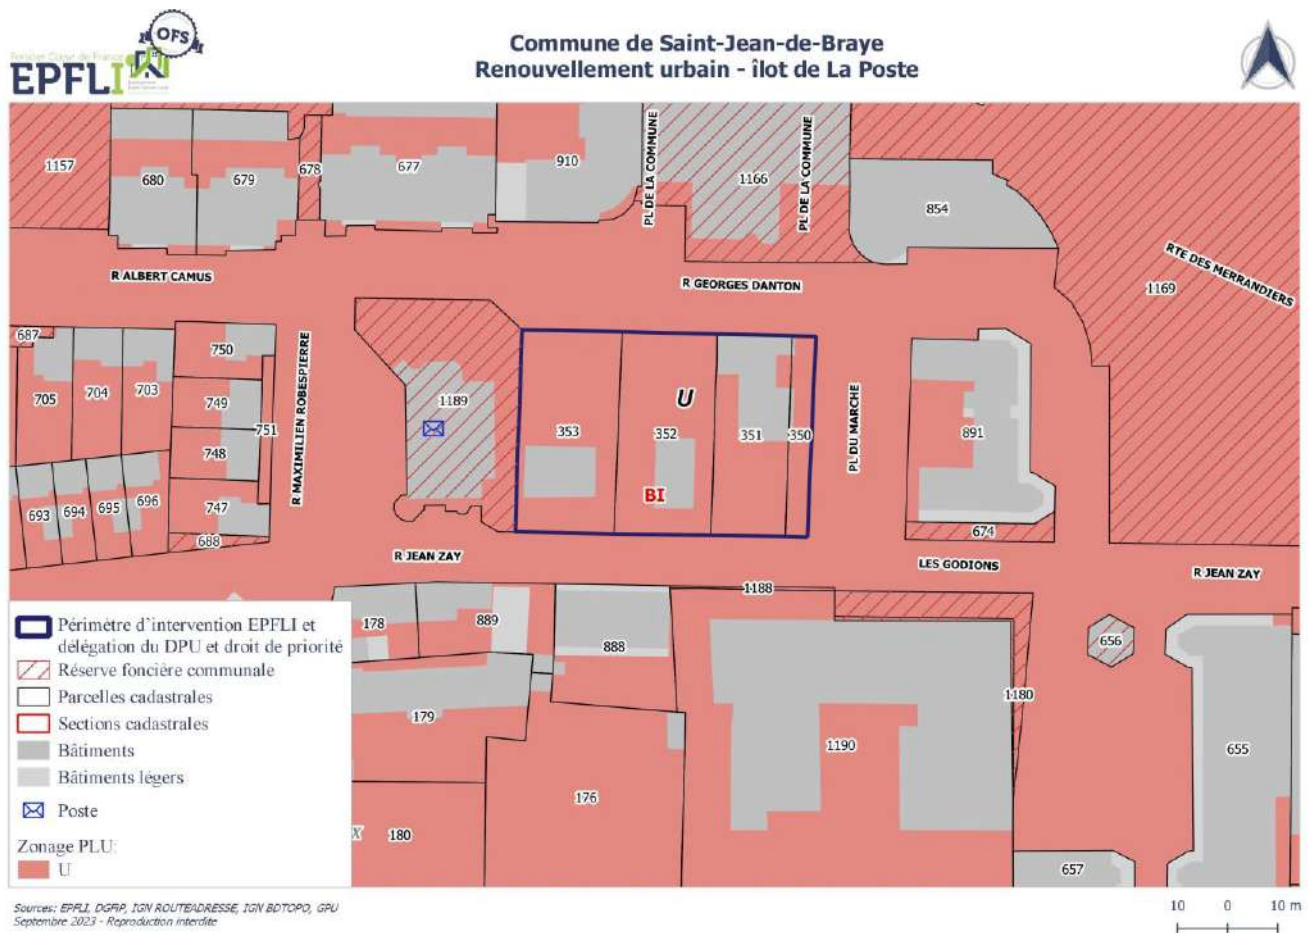 OFS
Foncier Coeur de France
EPFLI
Commune de Saint-Jean-de-Braye
Renouvellement urbain - îlot de La Poste
1157
680
679
678
677
910
PL DE LA COMMUNE
1166
PL DE LA COMMUNE
854
RTE DES MERRANDIERS
1169
R ALBERT CAMUS
R GEORGES DANTON
687
705
704
703
750
749
748
751
747
688
693
694
695
696
R MAXIMILIEN ROBESPIERRE
1189
353
352
U
BI
351
350
PL DU MARCHE
891
674
R JEAN ZAY
LES GODIONS
R JEAN ZAY
1188
178
889
888
179
176
180
X
1190
1180
656
655
657
Périmètre d'intervention EPFLI et
délégation du DPU et droit de priorité
Réserve foncière communale
Parcelles cadastrales
Sections cadastrales
Bâtiments
Bâtiments légers
Poste
Zonage PLU:
U
Sources: EPFLI, DGFIP, IGN ROUTEADRESSE, IGN BDTOPO, GPU
Septembre 2023 - Reproduction interdite
10 0 10 m